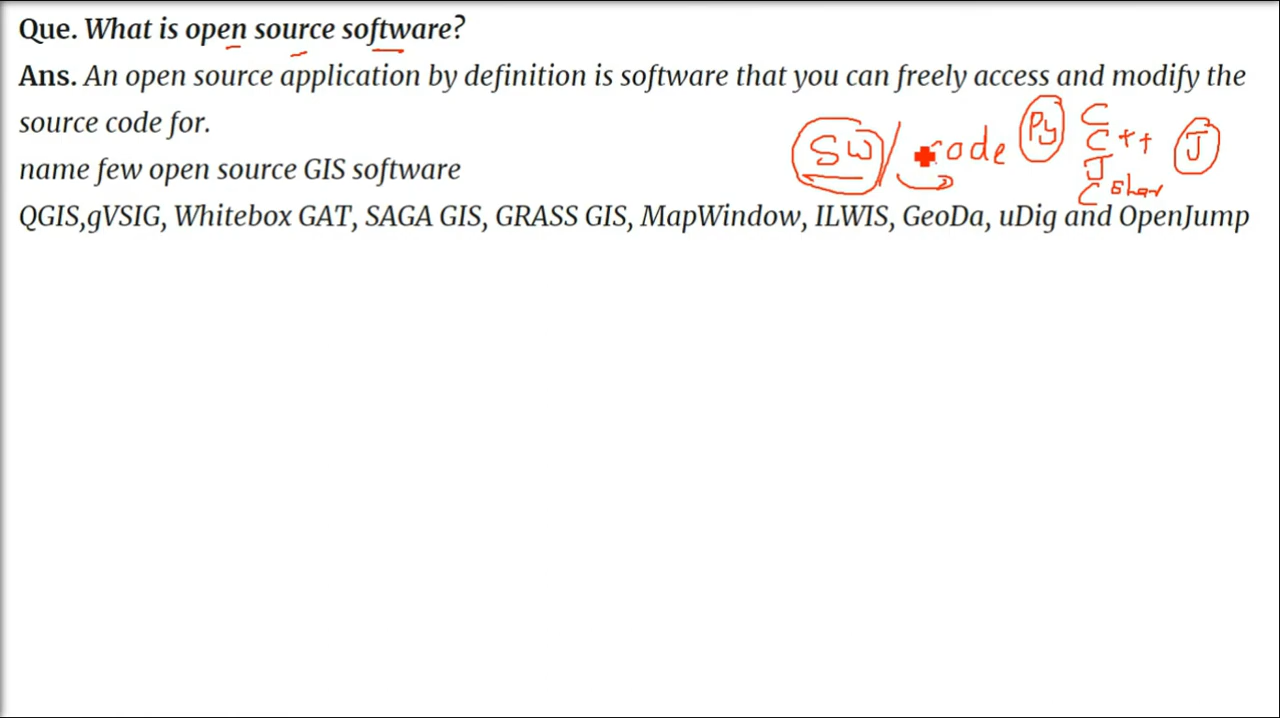 Que. What is open source software?
Ans. An open source application by definition is software that you can freely access and modify the
source code for.
name few open source GIS software
QGIS,gVSIG, Whitebox GAT, SAGA GIS, GRASS GIS, MapWindow, ILWIS, GeoDa, uDig and OpenJump
SW / code Py C
C++ J
J
C shar